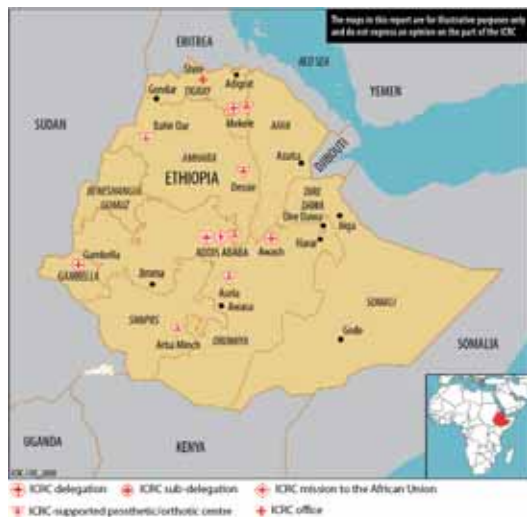 The maps in this report are for illustrative purposes only
and do not express an opinion on the part of the ICRC
ERITREA
RED SEA
YEMEN
Shire
Adigrat
TIGRAY
Gondar
SUDAN
Mekele
AFAR
Bahir Dar
AMHARA
Asaita
DJIBOUTI
ETHIOPIA
Dessie
BENESHANGUL
GUMUZ
DIRE
DAWA
Dire Dawa
Jijiga
ADDIS ABABA
Awash
Harar
Gambella
GAMBELLA
Jimma
Asela
Awasa
SOMALI
SNNPRS
OROMIYA
Arba Minch
Gode
SOMALIA
UGANDA
KENYA
ICRC delegation
ICRC sub-delegation
ICRC mission to the African Union
ICRC-supported prosthetic/orthotic centre
ICRC office